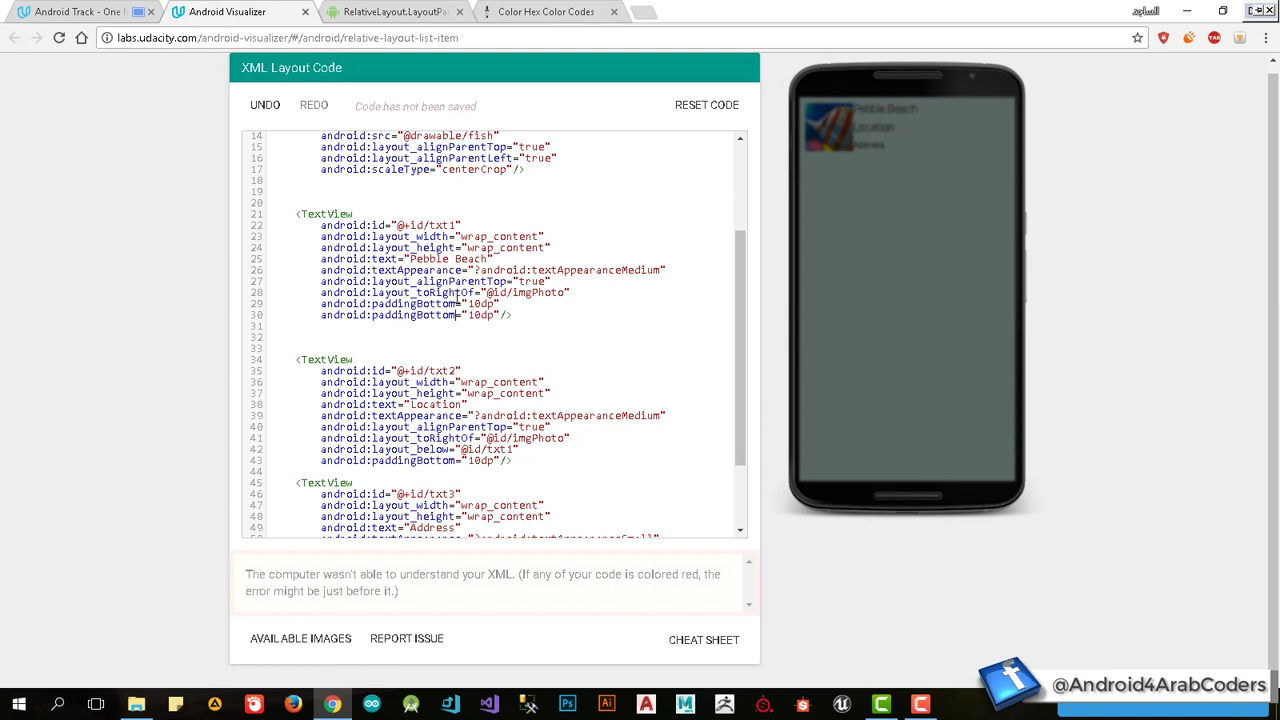 Android Track - One
Android Visualizer
RelativeLayout.LayoutPa
Color Hex Color Codes
labs.udacity.com/android-visualizer/#/android/relative-layout-list-item
XML Layout Code
UNDO REDO Code has not been saved RESET CODE
14 android:src="@drawable/fish"
15 android:layout_alignParentTop="true"
16 android:layout_alignParentLeft="true"
17 android:scaleType="centerCrop"/>
18
19
20
21 <TextView
22 android:id="@+id/txt1"
23 android:layout_width="wrap_content"
24 android:layout_height="wrap_content"
25 android:text="Pebble Beach"
26 android:textAppearance="?android:textAppearanceMedium"
27 android:layout_alignParentTop="true"
28 android:layout_toRightOf="@id/imgPhoto"
29 android:paddingBottom="10dp"
30 android:paddingBottom="10dp"/>
31
32
33
34 <TextView
35 android:id="@+id/txt2"
36 android:layout_width="wrap_content"
37 android:layout_height="wrap_content"
38 android:text="Location"
39 android:textAppearance="?android:textAppearanceMedium"
40 android:layout_alignParentTop="true"
41 android:layout_toRightOf="@id/imgPhoto"
42 android:layout_below="@id/txt1"
43 android:paddingBottom="10dp"/>
44
45 <TextView
46 android:id="@+id/txt3"
47 android:layout_width="wrap_content"
48 android:layout_height="wrap_content"
49 android:text="Address"
The computer wasn't able to understand your XML. (If any of your code is colored red, the
error might be just before it.)
AVAILABLE IMAGES REPORT ISSUE CHEAT SHEET
Pebble Beach
Location
Address
@Android4ArabCoders